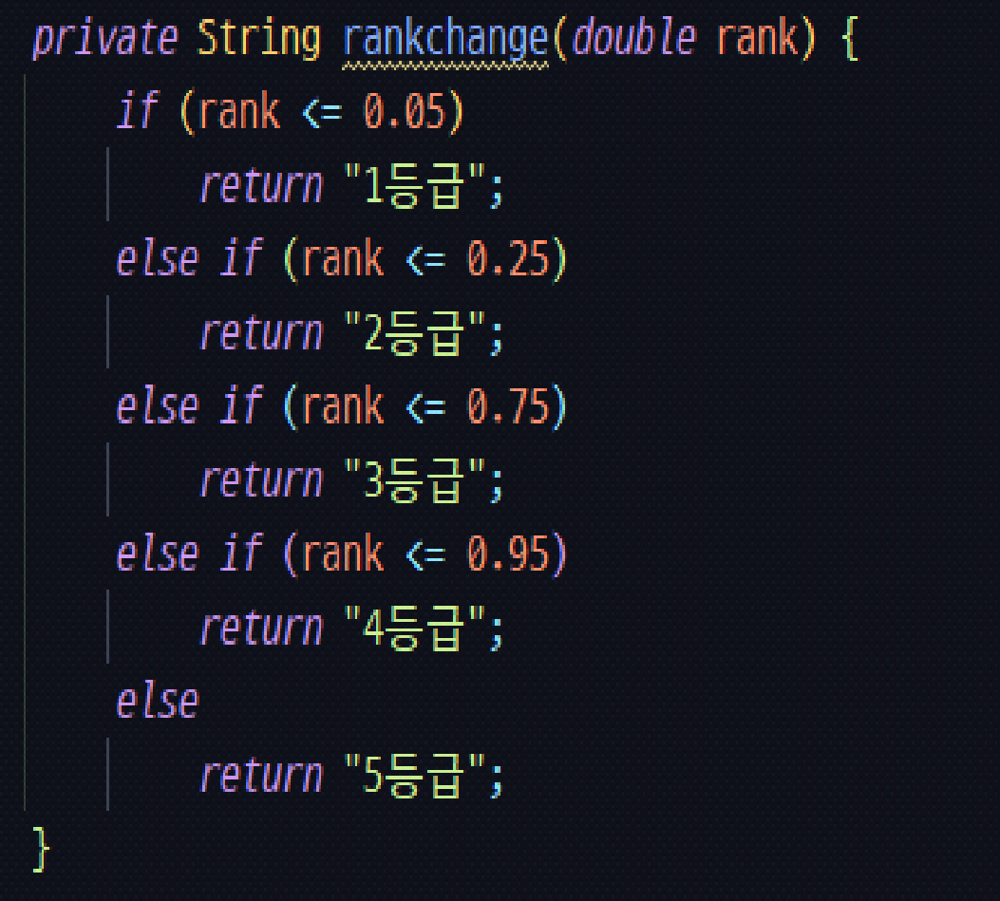 private String rankchange(double rank) {
if (rank <= 0.05)
return "1등급";
else if (rank <= 0.25)
return "2등급";
else if (rank <= 0.75)
return "3등급";
else if (rank <= 0.95)
return "4등급";
else
return "5등급";
}